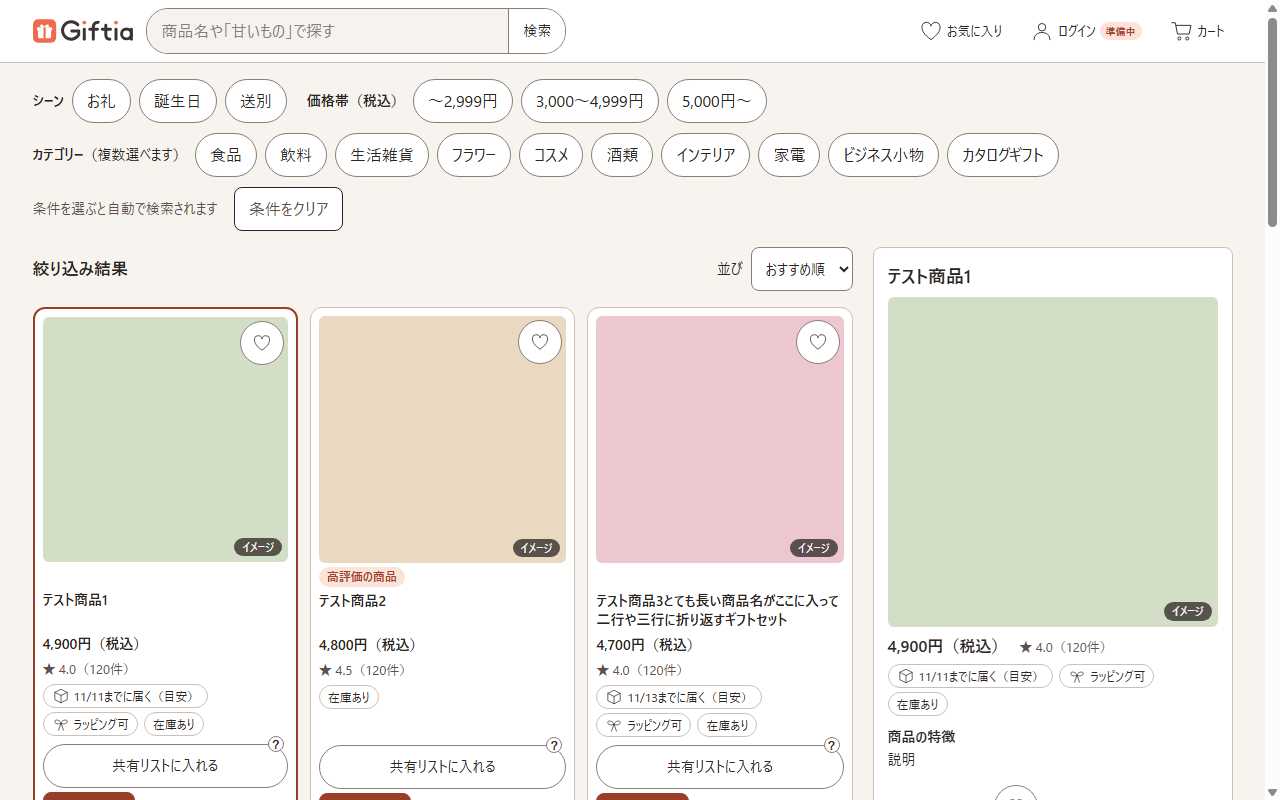 Giftia
商品名や「甘いもの」で探す
検索
お気に入り
ログイン 準備中
カート
シーン お礼 誕生日 送別 価格帯（税込） ～2,999円 3,000～4,999円 5,000円～
カテゴリー（複数選べます） 食品 飲料 生活雑貨 フラワー コスメ 酒類 インテリア 家電 ビジネス小物 カタログギフト
条件を選ぶと自動で検索されます 条件をクリア
絞り込み結果
並び おすすめ順
イメージ
テスト商品1
4,900円（税込）
★ 4.0（120件）
11/11までに届く（目安）
ラッピング可 在庫あり
?
共有リストに入れる
イメージ
高評価の商品
テスト商品2
4,800円（税込）
★ 4.5（120件）
在庫あり
?
共有リストに入れる
イメージ
テスト商品3とても長い商品名がここに入って
二行や三行に折り返すギフトセット
4,700円（税込）
★ 4.0（120件）
11/13までに届く（目安）
ラッピング可 在庫あり
?
共有リストに入れる
テスト商品1
イメージ
4,900円（税込） ★ 4.0（120件）
11/11までに届く（目安） ラッピング可
在庫あり
商品の特徴
説明